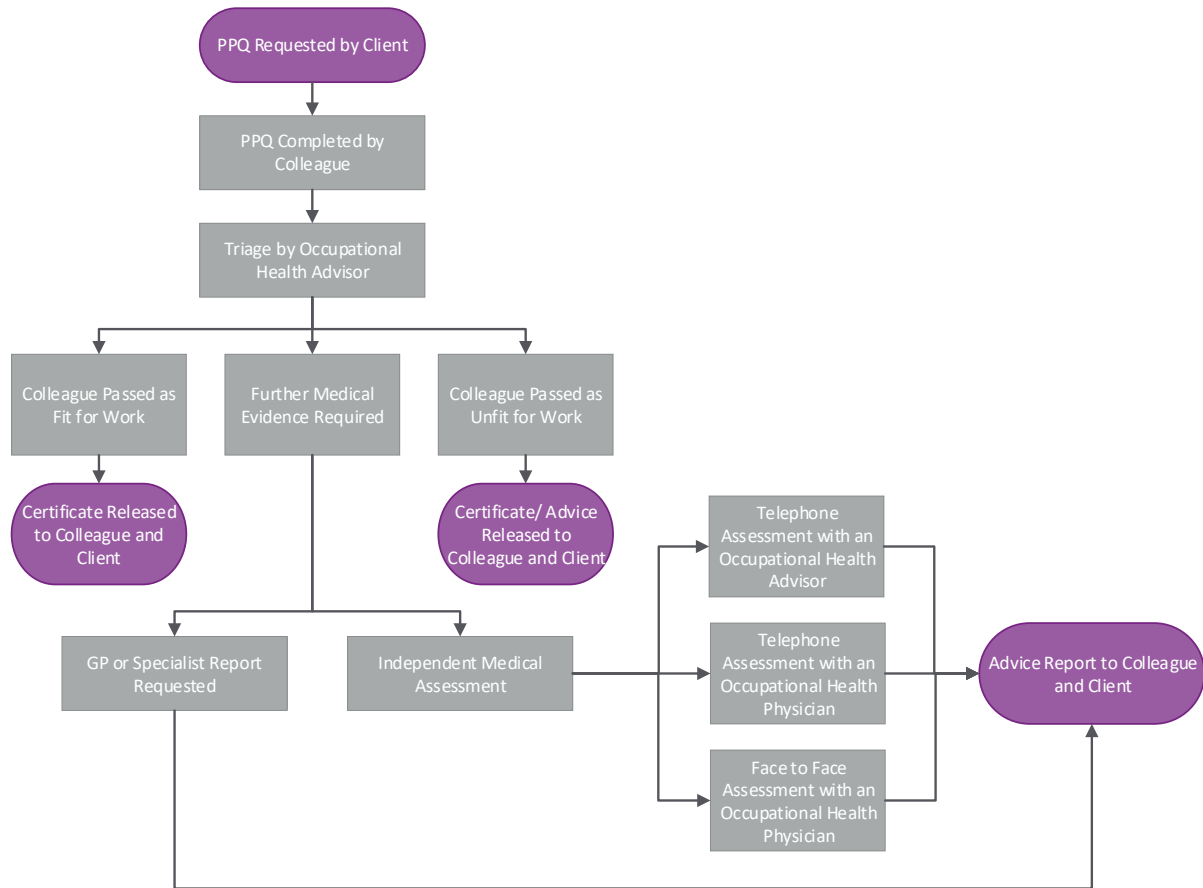 PPQ Requested by Client
PPQ Completed by
Colleague
Triage by Occupational
Health Advisor
Colleague Passed as
Fit for Work
Further Medical
Evidence Required
Colleague Passed as
Unfit for Work
Certificate Released
to Colleague and
Client
Certificate/ Advice
Released to
Colleague and Client
GP or Specialist Report
Requested
Independent Medical
Assessment
Telephone
Assessment with an
Occupational Health
Advisor
Telephone
Assessment with an
Occupational Health
Physician
Face to Face
Assessment with an
Occupational Health
Physician
Advice Report to Colleague
and Client